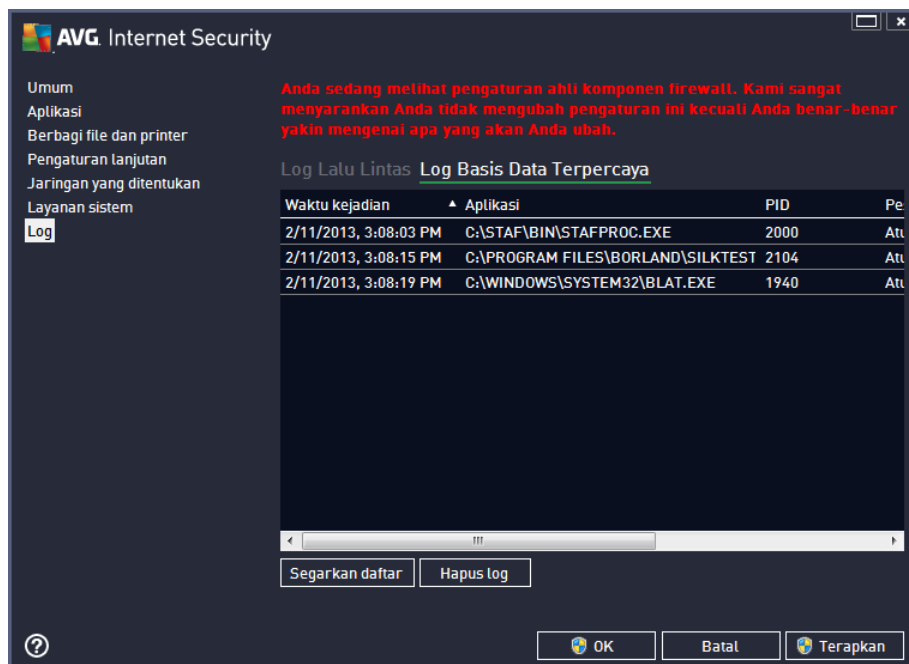 AVG. Internet Security
Umum
Aplikasi
Berbagi file dan printer
Pengaturan lanjutan
Jaringan yang ditentukan
Layanan sistem
Log
Anda sedang melihat pengaturan ahli komponen firewall. Kami sangat
menyarankan Anda tidak mengubah pengaturan ini kecuali Anda benar-benar
yakin mengenai apa yang akan Anda ubah.
Log Lalu Lintas Log Basis Data Terpercaya
Waktu kejadian Aplikasi PID
2/11/2013, 3:08:03 PM C:\STAF\BIN\STAFPROC.EXE 2000
2/11/2013, 3:08:15 PM C:\PROGRAM FILES\BORLAND\SILKTEST 2104
2/11/2013, 3:08:19 PM C:\WINDOWS\SYSTEM32\BLAT.EXE 1940
Segarkan daftar Hapus log
OK Batal Terapkan